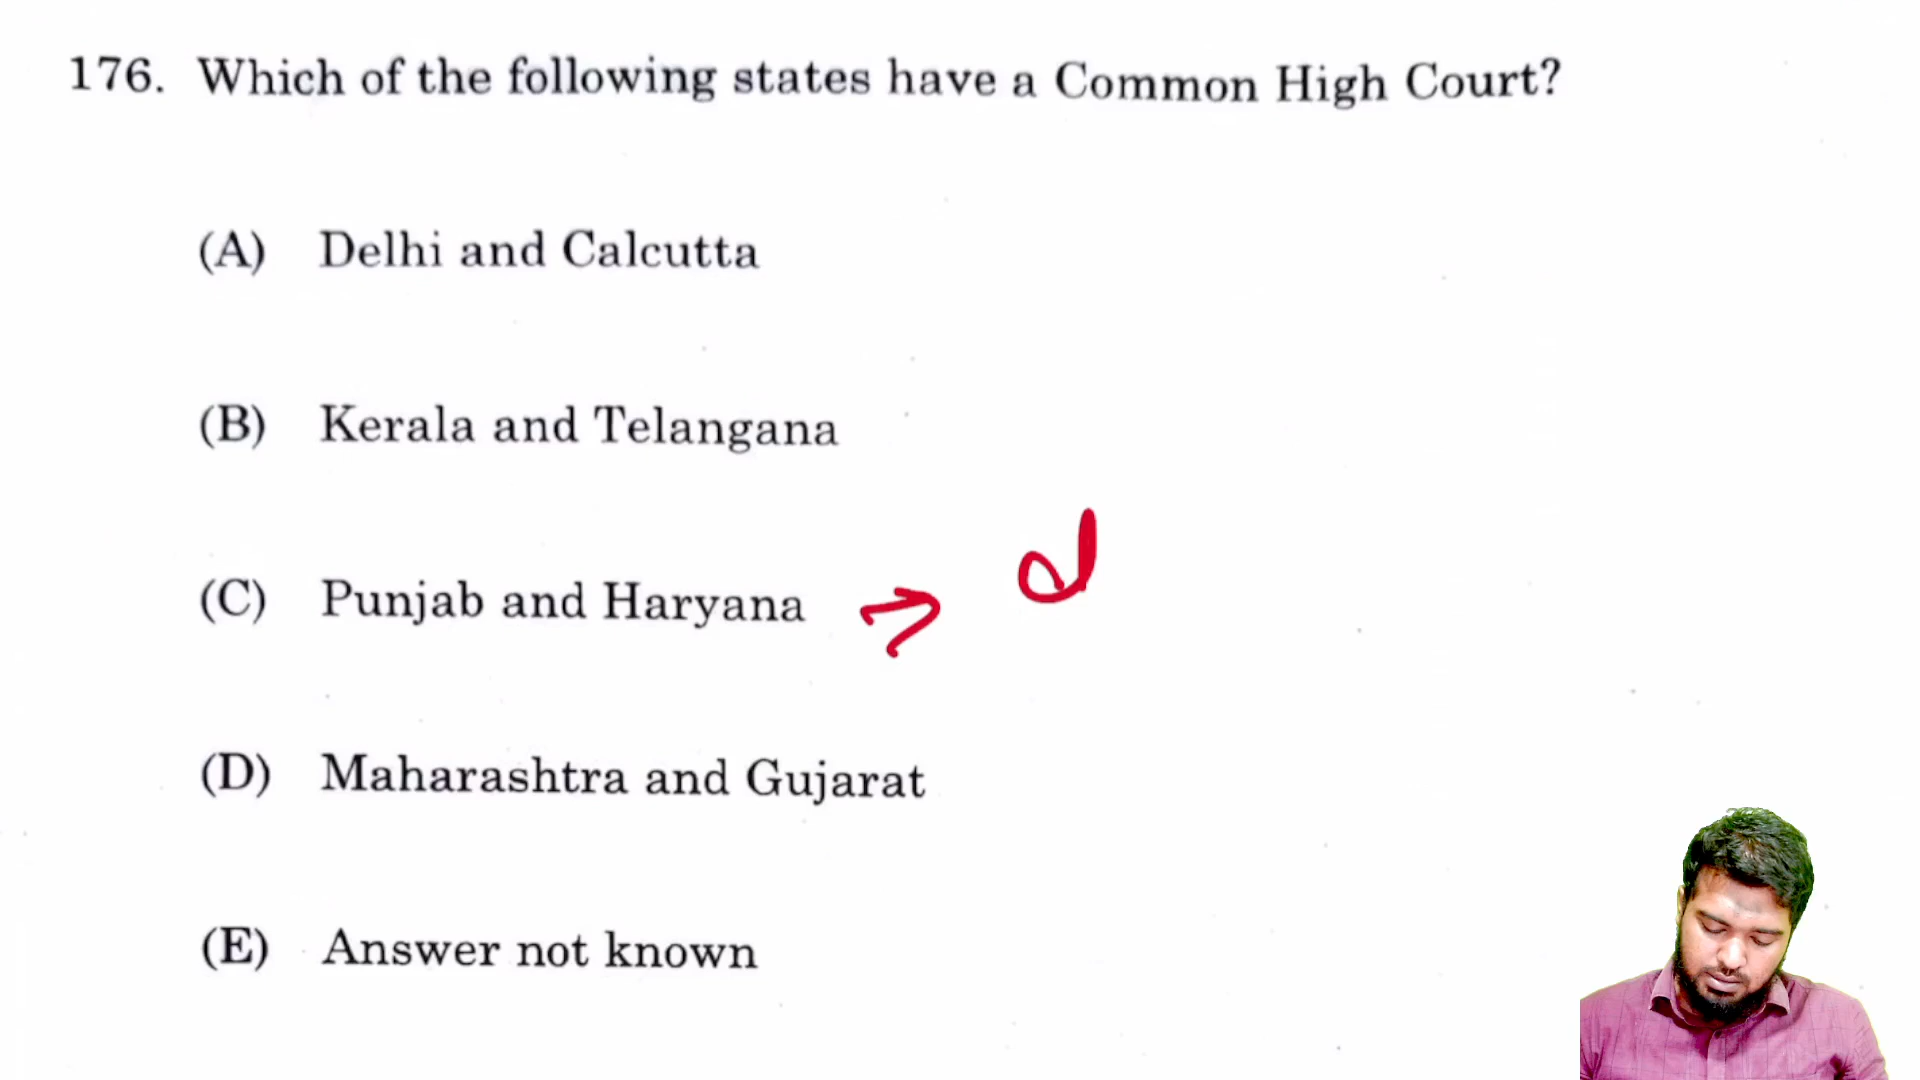 176. Which of the following states have a Common High Court?
(A) Delhi and Calcutta
(B) Kerala and Telangana
(C) Punjab and Haryana →
(D) Maharashtra and Gujarat
(E) Answer not known